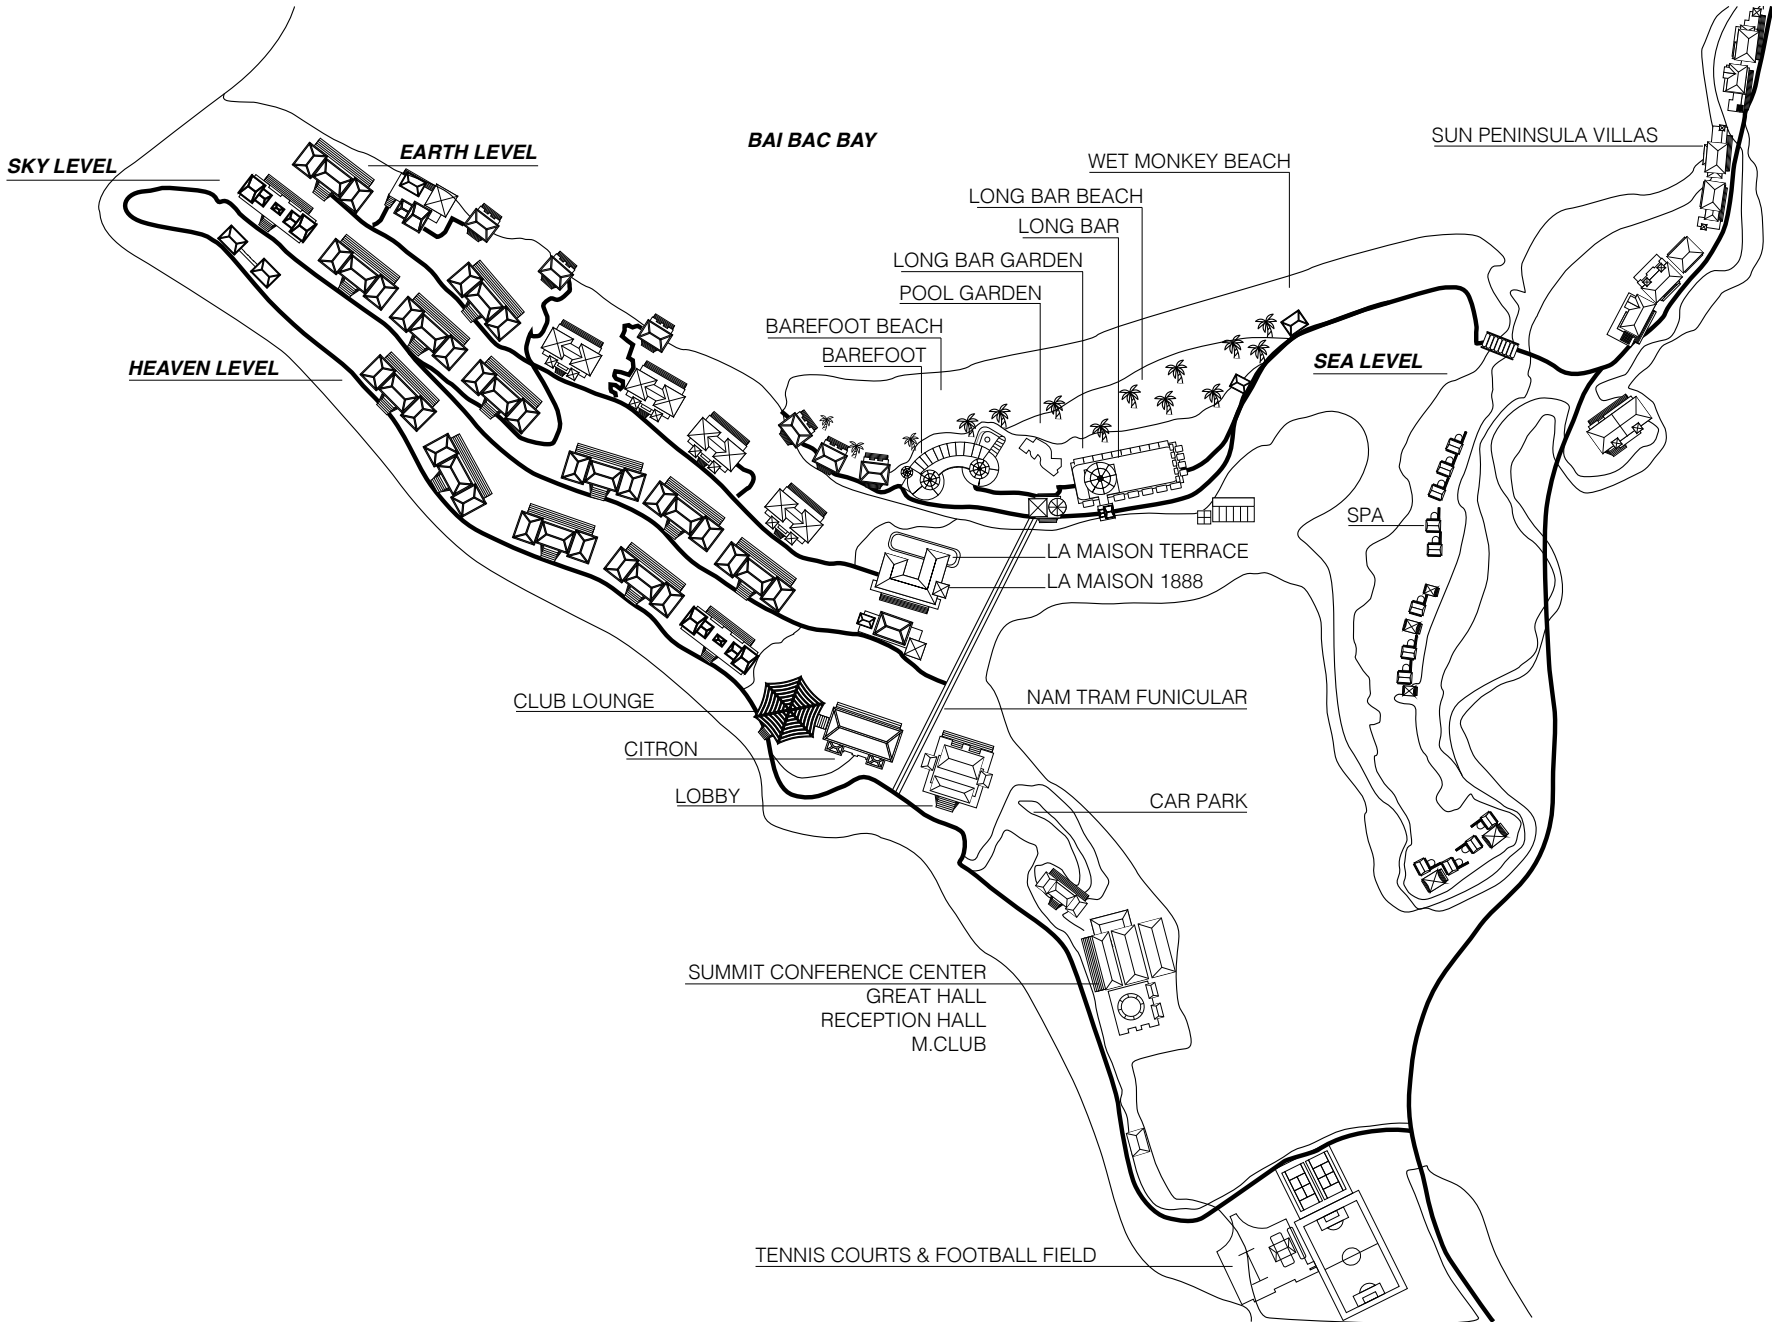 BAI BAC BAY
SUN PENINSULA VILLAS
EARTH LEVEL
SKY LEVEL
WET MONKEY BEACH
LONG BAR BEACH
LONG BAR
LONG BAR GARDEN
POOL GARDEN
BAREFOOT BEACH
BAREFOOT
SEA LEVEL
HEAVEN LEVEL
SPA
LA MAISON TERRACE
LA MAISON 1888
CLUB LOUNGE
NAM TRAM FUNICULAR
CITRON
LOBBY
CAR PARK
SUMMIT CONFERENCE CENTER
GREAT HALL
RECEPTION HALL
M.CLUB
TENNIS COURTS & FOOTBALL FIELD